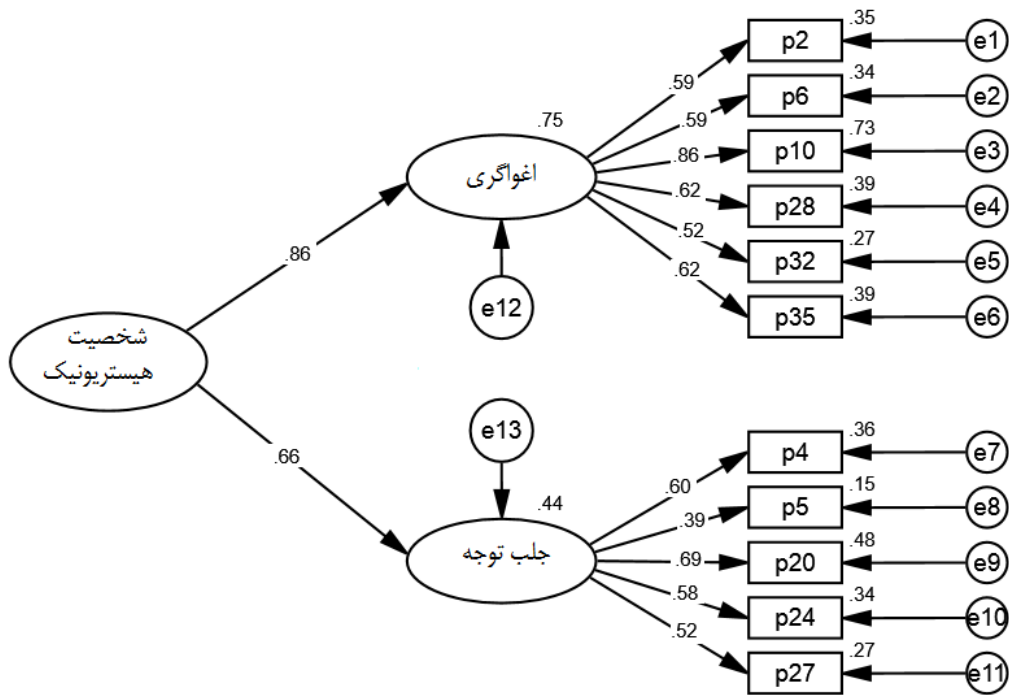 .35
p2
e1
.59
.34
p6
e2
.59
.75
.73
p10
e3
.86
اغواگری
.39
p28
e4
.62
.27
p32
e5
.52
.86
.39
p35
e6
.62
e12
شخصیت
هیستریونیک
e13
.36
p4
e7
.66
.60
.15
p5
e8
.44
.39
.48
p20
e9
جلب توجه
.69
.34
p24
e10
.58
.27
p27
e11
.52